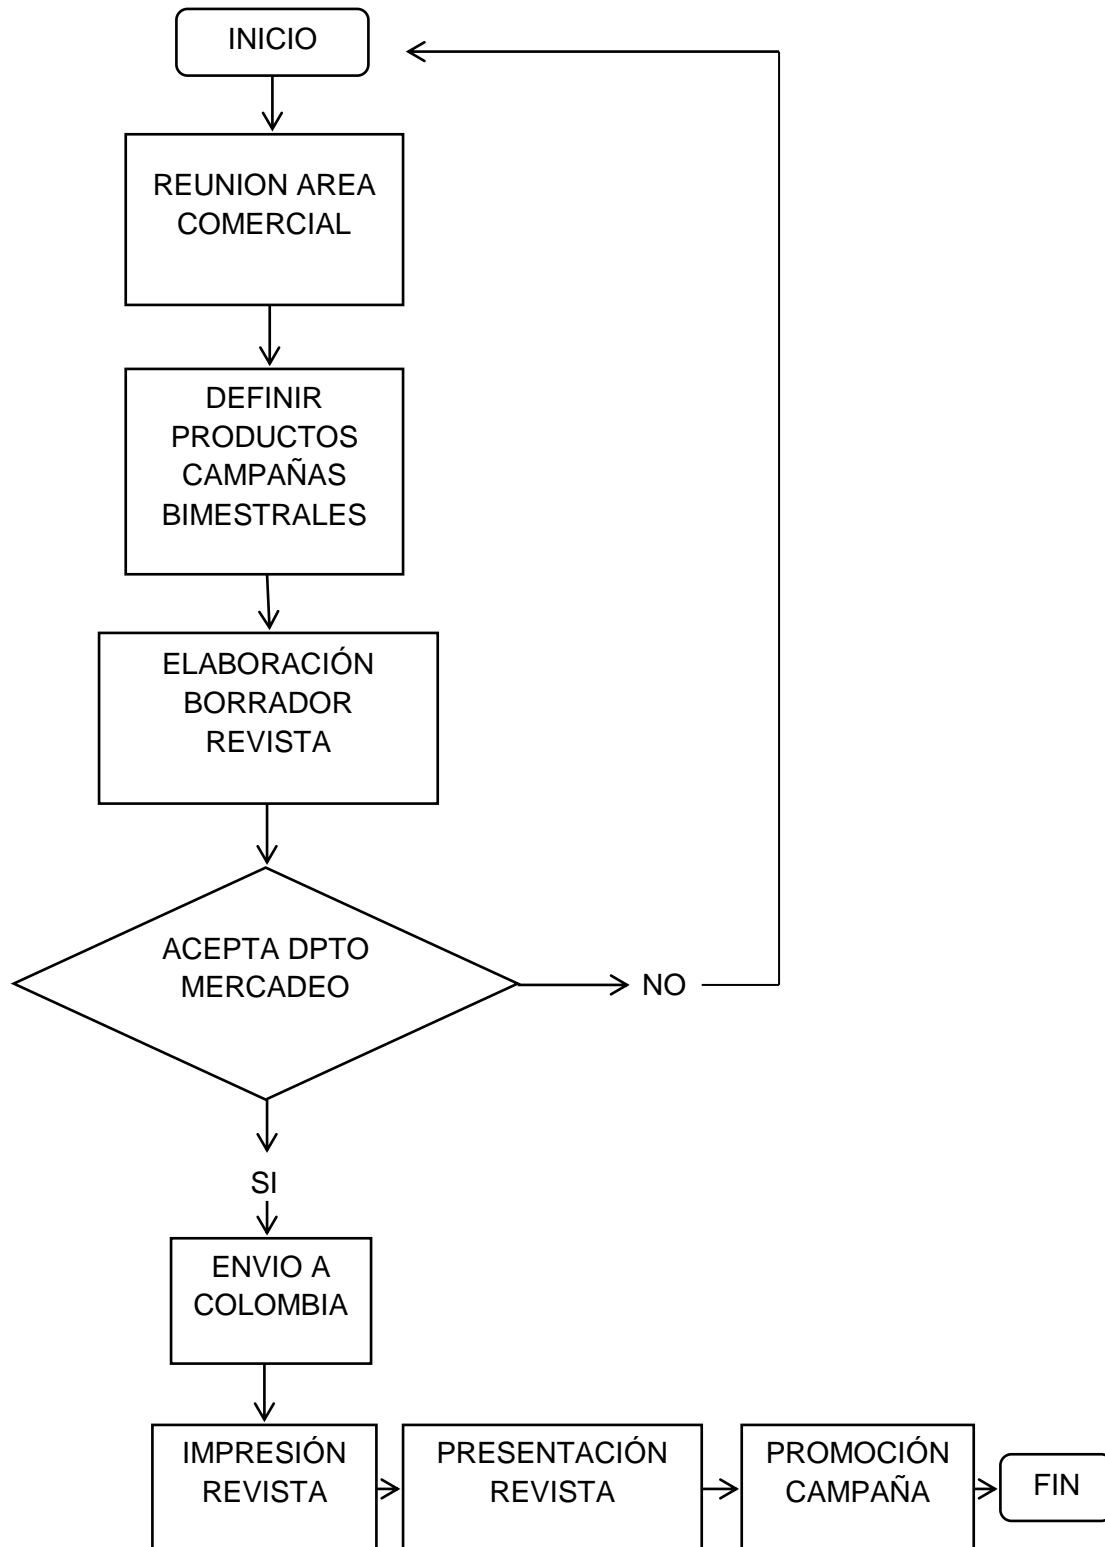 INICIO
REUNION AREA
COMERCIAL
DEFINIR
PRODUCTOS
CAMPAÑAS
BIMESTRALES
ELABORACIÓN
BORRADOR
REVISTA
ACEPTA DPTO
MERCADEO
NO
SI
ENVIO A
COLOMBIA
IMPRESIÓN
REVISTA
PRESENTACIÓN
REVISTA
PROMOCIÓN
CAMPAÑA
FIN